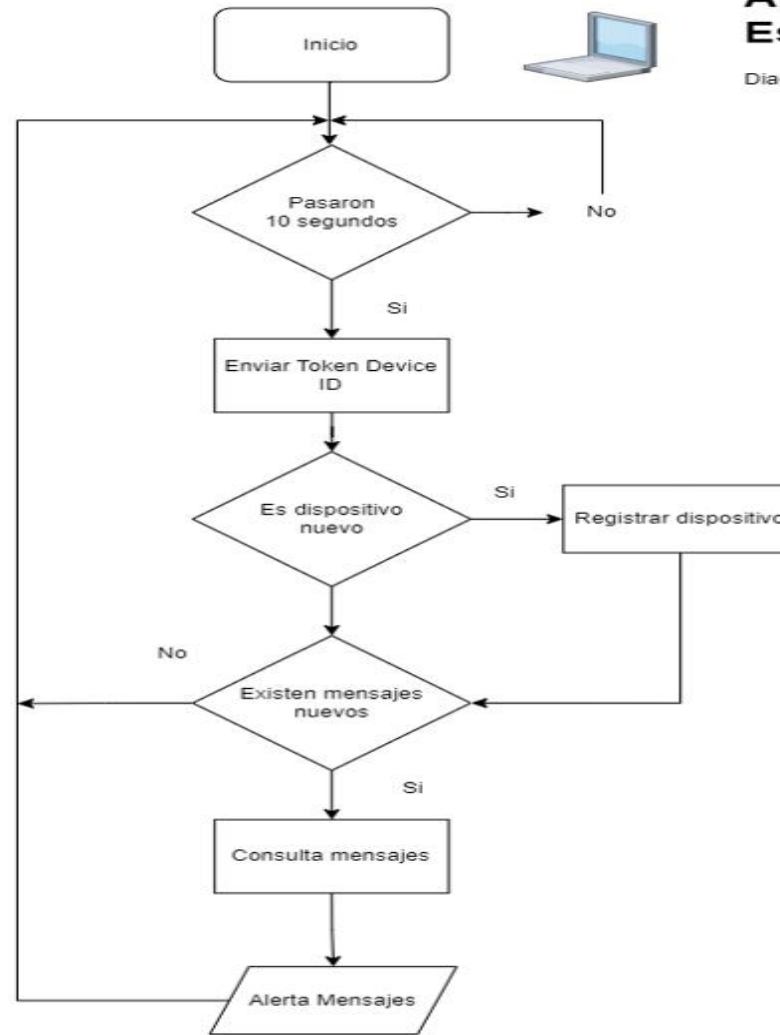 Inicio
Pasaron
10 segundos
No
Si
Enviar Token Device
ID
Es dispositivo
nuevo
Si
Registrar dispositivo
No
Existen mensajes
nuevos
Si
Consulta mensajes
Alerta Mensajes